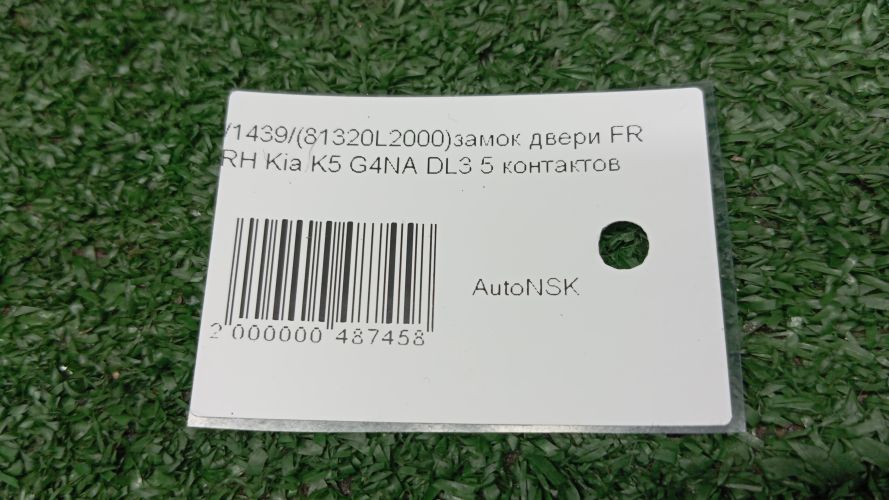 /1439/(81320L2000)замок двери FR
RH Kia K5 G4NA DL3 5 контактов
AutoNSK
2 000000 487458